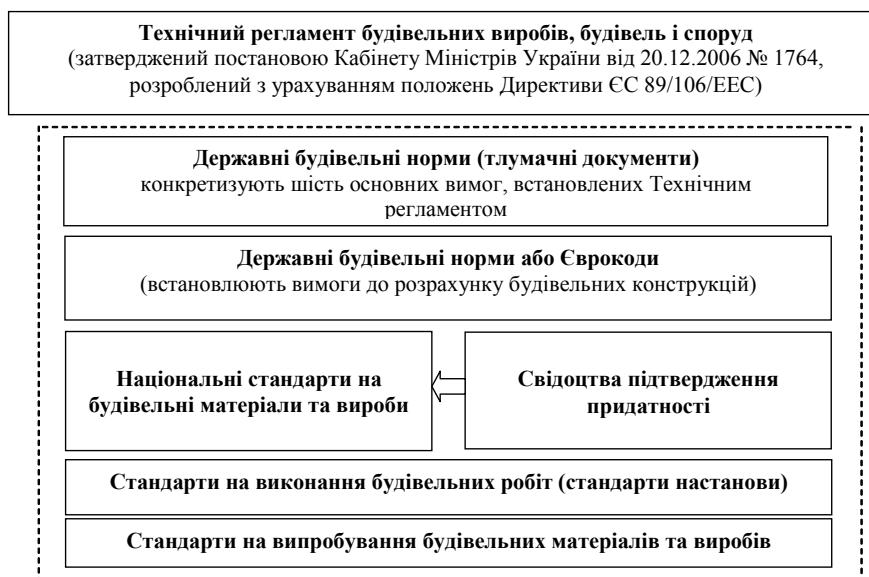 Технічний регламент будівельних виробів, будівель і споруд
(затверджений постановою Кабінету Міністрів України від 20.12.2006 № 1764,
розроблений з урахуванням положень Директиви ЄС 89/106/ЕЕС)
Державні будівельні норми (тлумачні документи)
конкретизують шість основних вимог, встановлених Технічним
регламентом
Державні будівельні норми або Єврокоди
(встановлюють вимоги до розрахунку будівельних конструкцій)
Національні стандарти на
будівельні матеріали та вироби
Свідоцтва підтвердження
придатності
Стандарти на виконання будівельних робіт (стандарти настанови)
Стандарти на випробування будівельних матеріалів та виробів